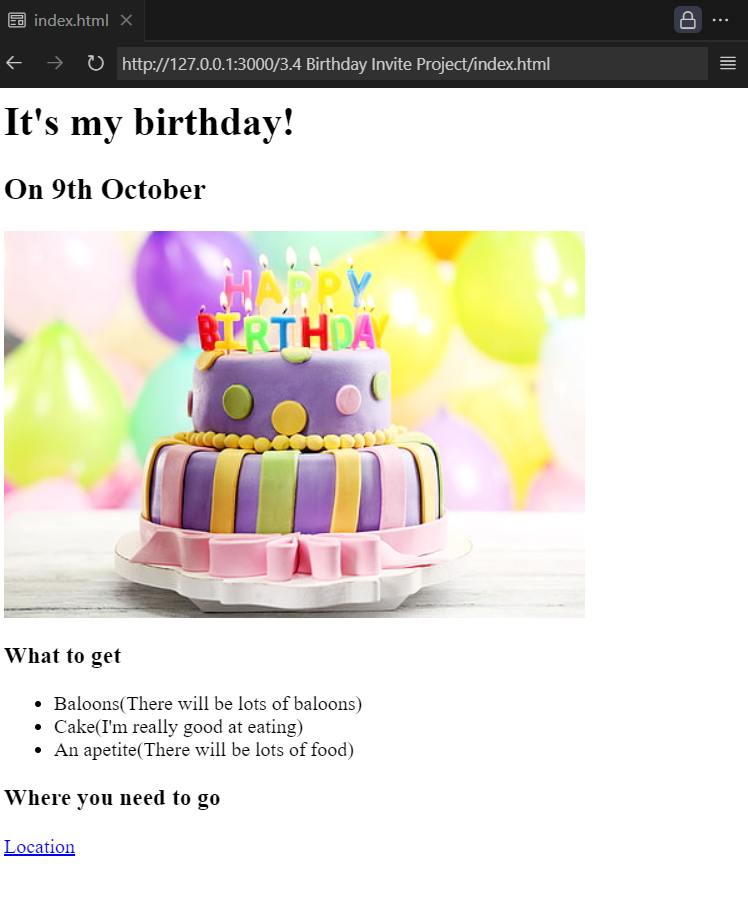 index.html
http://127.0.0.1:3000/3.4 Birthday Invite Project/index.html
It's my birthday!
On 9th October
HAPPY
BIRTHDAY
What to get
Baloons(There will be lots of baloons)
Cake(I'm really good at eating)
An apetite(There will be lots of food)
Where you need to go
Location